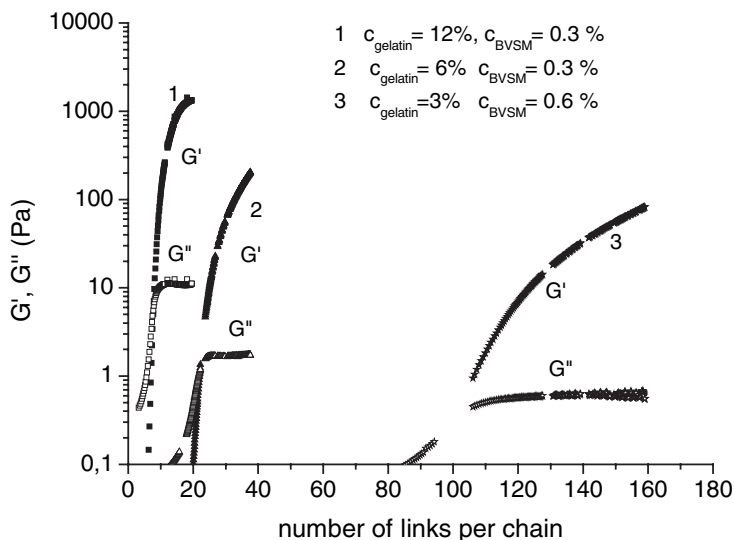 1 c_gelatin= 12%, c_BVSM= 0.3 %
2 c_gelatin= 6% c_BVSM= 0.3 %
3 c_gelatin=3% c_BVSM= 0.6 %
10000
1000
100
10
1
0,1
G', G" (Pa)
1
G'
G"
2
G'
G"
3
G'
G"
0 20 40 60 80 100 120 140 160 180
number of links per chain